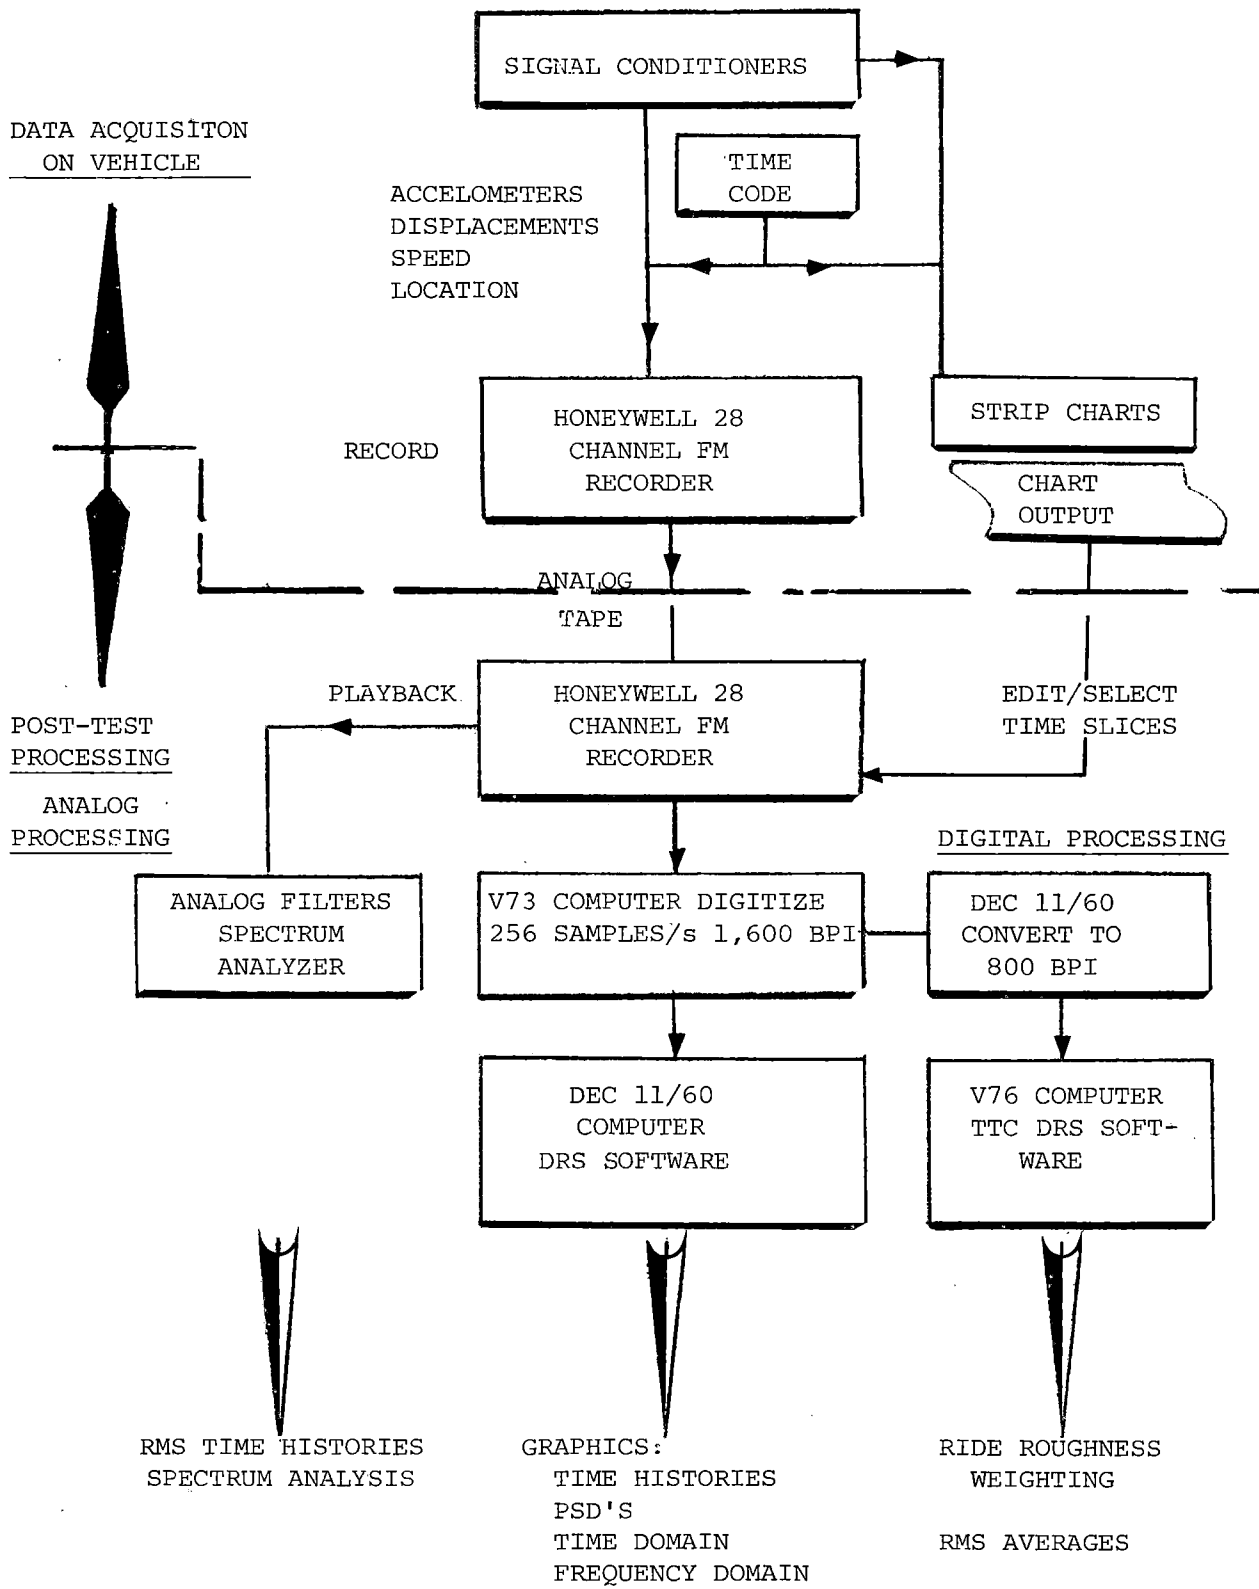 SIGNAL CONDITIONERS
DATA ACQUISITON
ON VEHICLE
TIME
CODE
ACCELOMETERS
DISPLACEMENTS
SPEED
LOCATION
RECORD
HONEYWELL 28
CHANNEL FM
RECORDER
STRIP CHARTS
CHART
OUTPUT
ANALOG
TAPE
PLAYBACK
HONEYWELL 28
CHANNEL FM
RECORDER
EDIT/SELECT
TIME SLICES
POST-TEST
PROCESSING
ANALOG
PROCESSING
DIGITAL PROCESSING
ANALOG FILTERS
SPECTRUM
ANALYZER
V73 COMPUTER DIGITIZE
256 SAMPLES/s 1,600 BPI
DEC 11/60
CONVERT TO
800 BPI
DEC 11/60
COMPUTER
DRS SOFTWARE
V76 COMPUTER
TTC DRS SOFT-
WARE
RMS TIME HISTORIES
SPECTRUM ANALYSIS
GRAPHICS:
TIME HISTORIES
PSD'S
TIME DOMAIN
FREQUENCY DOMAIN
RIDE ROUGHNESS
WEIGHTING
RMS AVERAGES